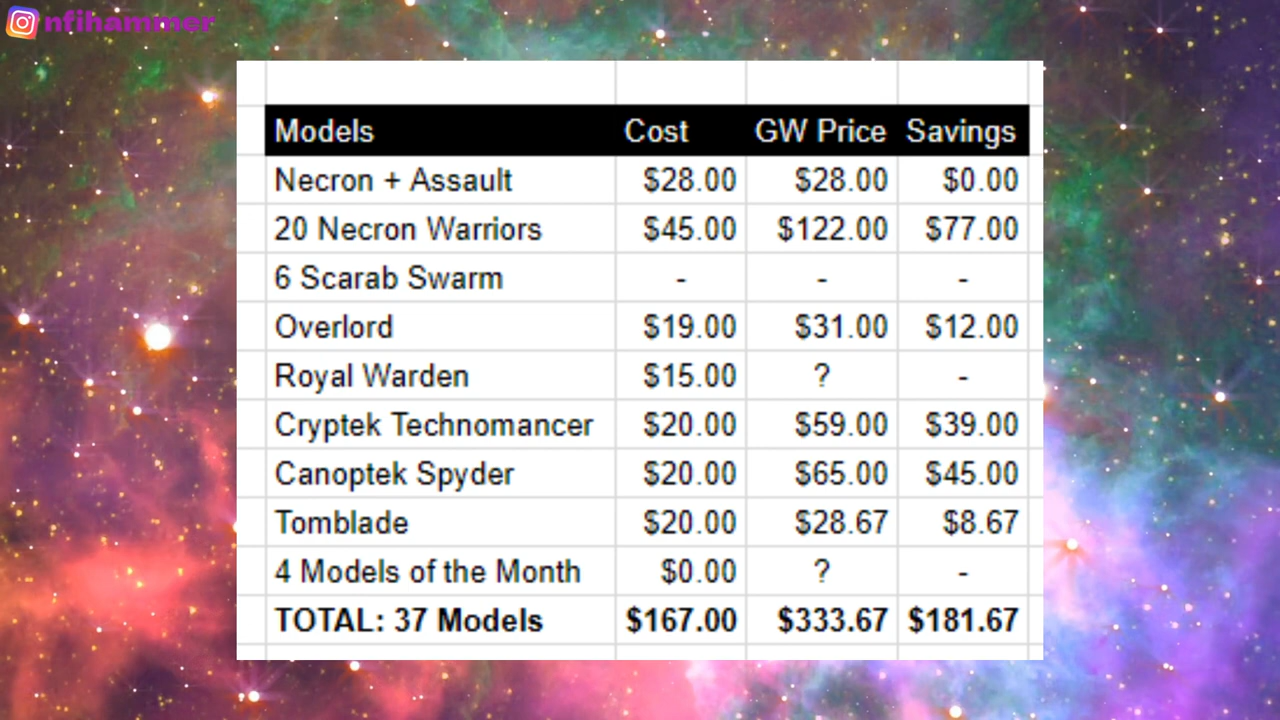 nfihammer
Models Cost GW Price Savings
Necron + Assault $28.00 $28.00 $0.00
20 Necron Warriors $45.00 $122.00 $77.00
6 Scarab Swarm - - -
Overlord $19.00 $31.00 $12.00
Royal Warden $15.00 ? -
Cryptek Technomancer $20.00 $59.00 $39.00
Canoptek Spyder $20.00 $65.00 $45.00
Tomblade $20.00 $28.67 $8.67
4 Models of the Month $0.00 ? -
TOTAL: 37 Models $167.00 $333.67 $181.67